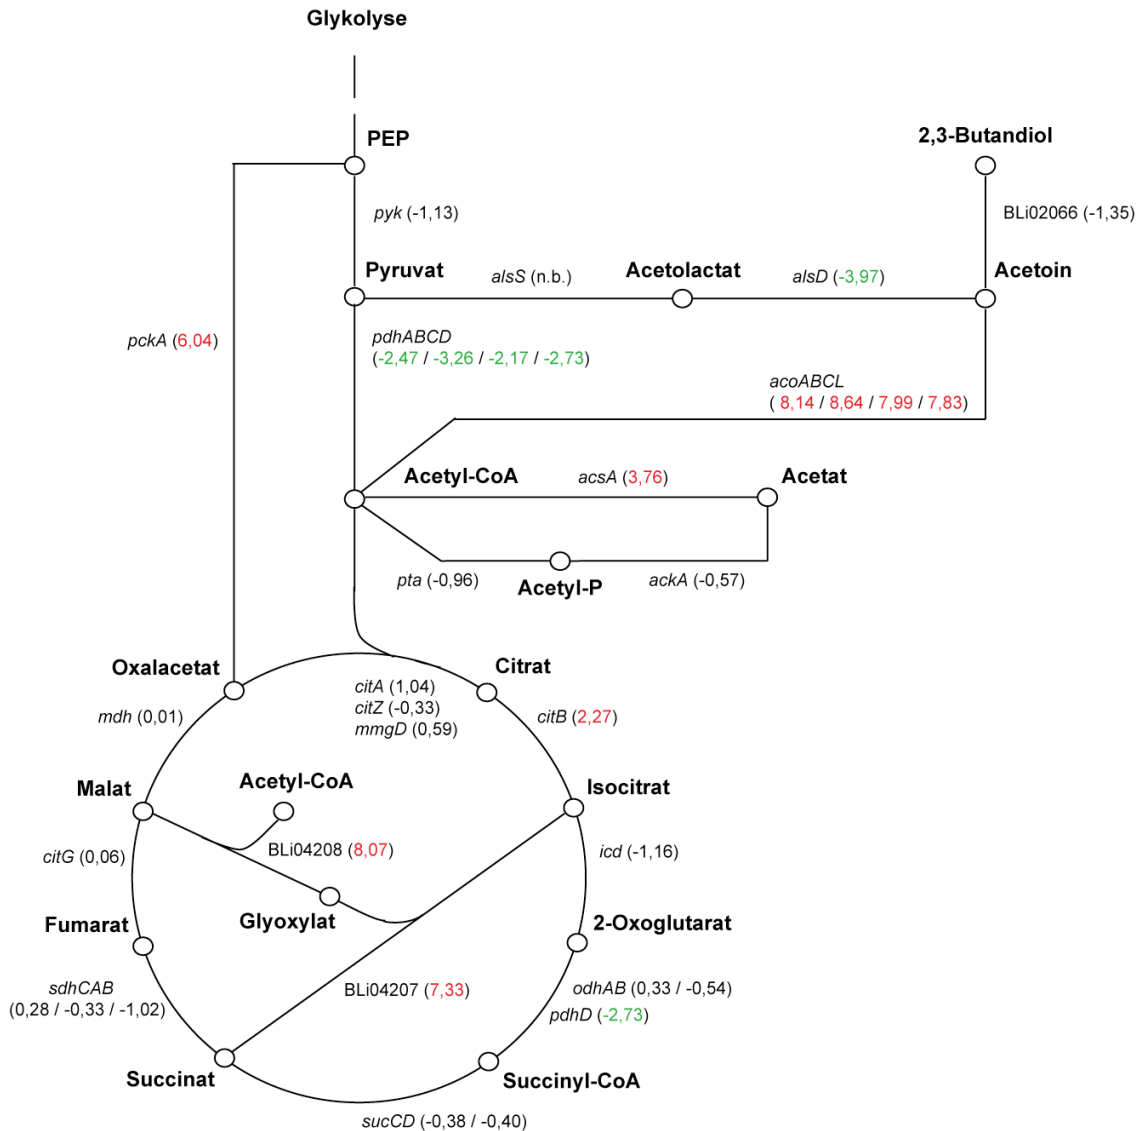 Glykolyse
PEP
2,3-Butandiol
pyk (-1,13)
BLi02066 (-1,35)
Pyruvat
alsS (n.b.)
Acetolactat
alsD (-3,97)
Acetoin
pckA (6,04)
pdhABCD
(-2,47 / -3,26 / -2,17 / -2,73)
acoABCL
( 8,14 / 8,64 / 7,99 / 7,83)
Acetyl-CoA
acsA (3,76)
Acetat
pta (-0,96)
Acetyl-P
ackA (-0,57)
Oxalacetat
Citrat
mdh (0,01)
citA (1,04)
citZ (-0,33)
mmgD (0,59)
citB (2,27)
Malat
Acetyl-CoA
Isocitrat
citG (0,06)
BLi04208 (8,07)
icd (-1,16)
Fumarat
Glyoxylat
2-Oxoglutarat
sdhCAB
(0,28 / -0,33 / -1,02)
BLi04207 (7,33)
odhAB (0,33 / -0,54)
pdhD (-2,73)
Succinat
Succinyl-CoA
sucCD (-0,38 / -0,40)